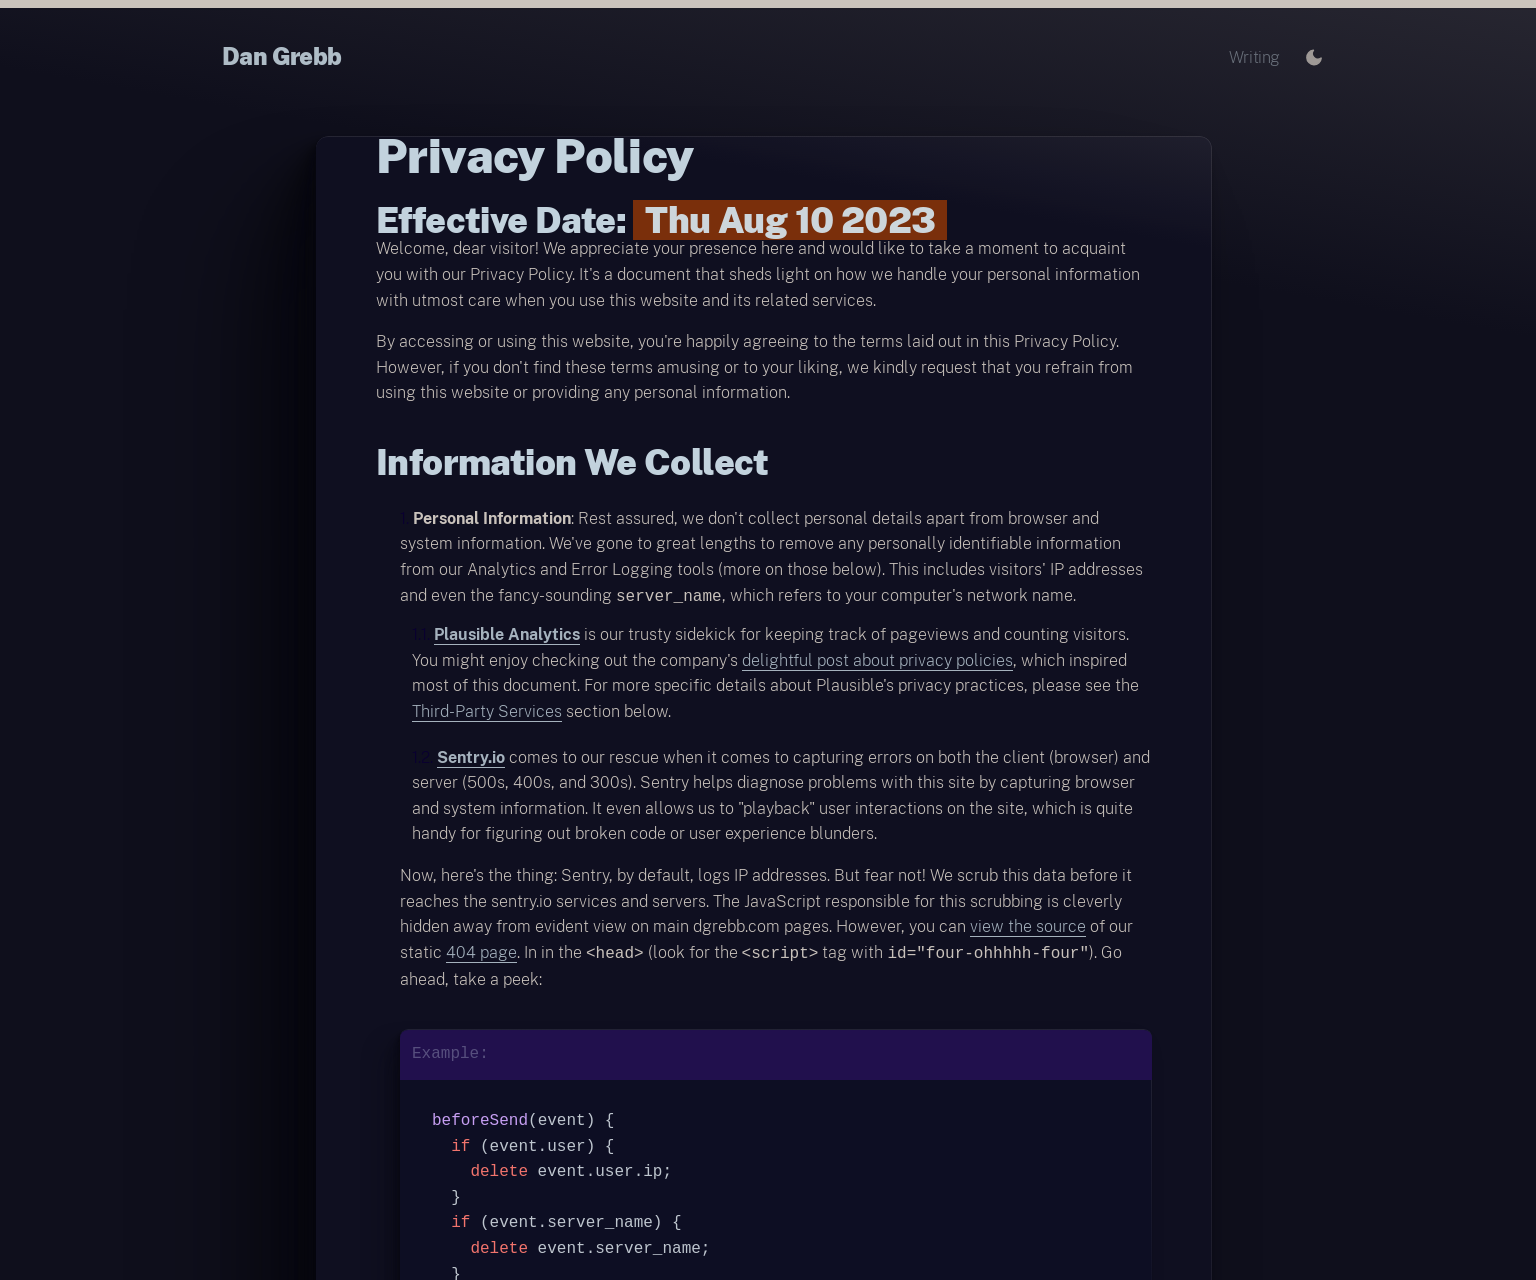 Dan Grebb
Writing
Privacy Policy
Effective Date: Thu Aug 10 2023
Welcome, dear visitor! We appreciate your presence here and would like to take a moment to acquaint
you with our Privacy Policy. It's a document that sheds light on how we handle your personal information
with utmost care when you use this website and its related services.
By accessing or using this website, you're happily agreeing to the terms laid out in this Privacy Policy.
However, if you don't find these terms amusing or to your liking, we kindly request that you refrain from
using this website or providing any personal information.
Information We Collect
1. Personal Information: Rest assured, we don't collect personal details apart from browser and
system information. We've gone to great lengths to remove any personally identifiable information
from our Analytics and Error Logging tools (more on those below). This includes visitors' IP addresses
and even the fancy-sounding server_name, which refers to your computer's network name.
1.1. Plausible Analytics is our trusty sidekick for keeping track of pageviews and counting visitors.
You might enjoy checking out the company's delightful post about privacy policies, which inspired
most of this document. For more specific details about Plausible's privacy practices, please see the
Third-Party Services section below.
1.2. Sentry.io comes to our rescue when it comes to capturing errors on both the client (browser) and
server (500s, 400s, and 300s). Sentry helps diagnose problems with this site by capturing browser
and system information. It even allows us to "playback" user interactions on the site, which is quite
handy for figuring out broken code or user experience blunders.
Now, here's the thing: Sentry, by default, logs IP addresses. But fear not! We scrub this data before it
reaches the sentry.io services and servers. The JavaScript responsible for this scrubbing is cleverly
hidden away from evident view on main dgrebb.com pages. However, you can view the source of our
static 404 page. In in the <head> (look for the <script> tag with id="four-ohhhhh-four"). Go
ahead, take a peek:
Example:
beforeSend(event) {
if (event.user) {
delete event.user.ip;
}
if (event.server_name) {
delete event.server_name;
}